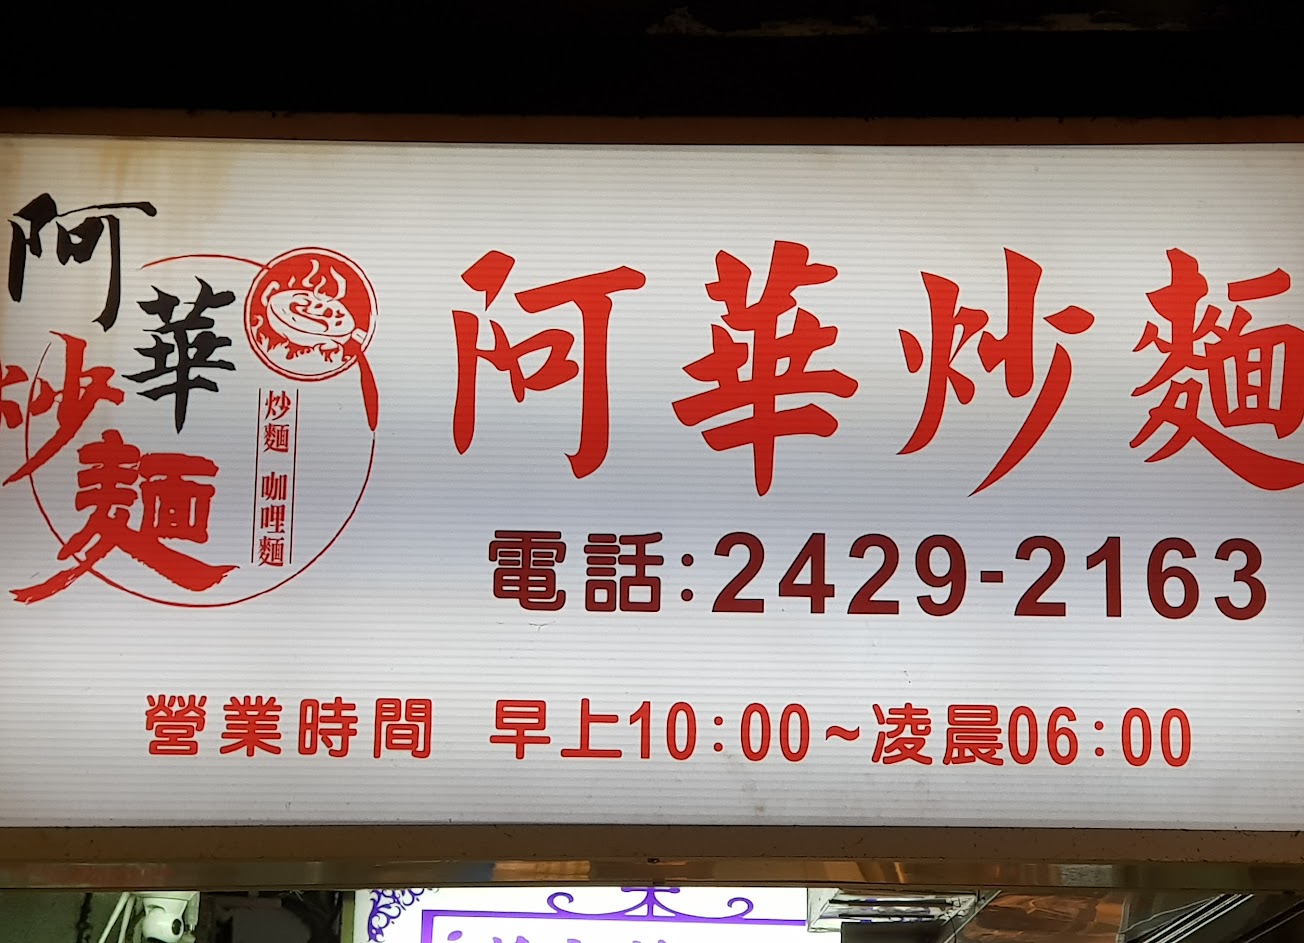 阿華炒麵
炒麵 咖哩麵
阿華炒麵
電話:2429-2163
營業時間 早上10:00~凌晨06:00